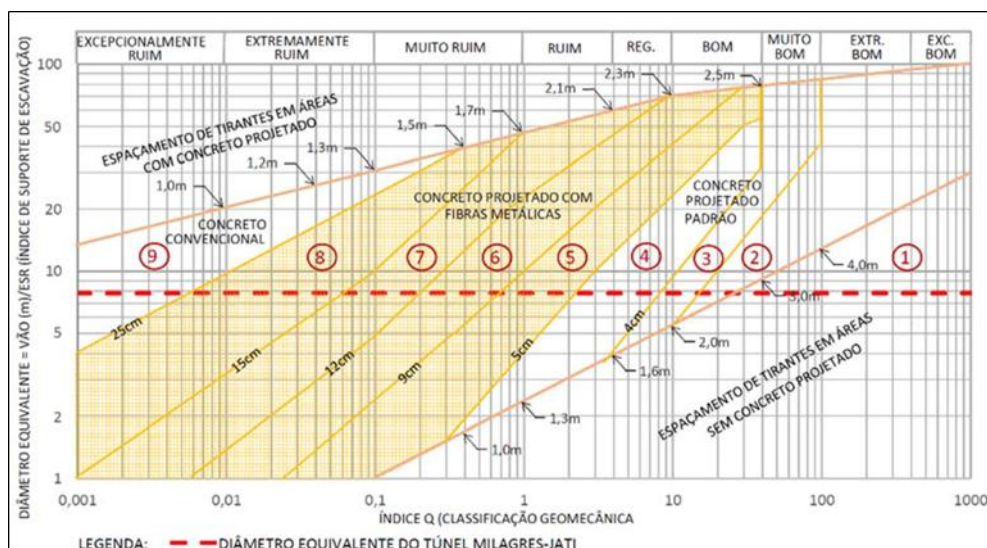 EXCEPCIONALMENTE RUIM
EXTREMAMENTE RUIM
MUITO RUIM
RUIM
REG.
BOM
MUITO BOM
EXTR. BOM
EXC. BOM
DIÂMETRO EQUIVALENTE = VÃO (m)/ESR (ÍNDICE DE SUPORTE DE ESCAVAÇÃO)
100
50
20
10
5
2
1
ESPAÇAMENTO DE TIRANTES EM ÁREAS
COM CONCRETO PROJETADO
1,0m
1,2m
1,3m
1,5m
1,7m
2,1m
2,3m
2,5m
CONCRETO
CONVENCIONAL
CONCRETO PROJETADO COM
FIBRAS METÁLICAS
CONCRETO
PROJETADO
PADRÃO
9
8
7
6
5
4
3
2
1
25cm
15cm
12cm
9cm
5cm
4cm
4,0m
3,0m
2,0m
1,6m
1,3m
1,0m
ESPAÇAMENTO DE TIRANTES EM ÁREAS
SEM CONCRETO PROJETADO
0,001
0,01
0,1
1
10
100
1000
ÍNDICE Q (CLASSIFICAÇÃO GEOMECÂNICA
LEGENDA: DIÂMETRO EQUIVALENTE DO TÚNEL MILAGRES-JATI